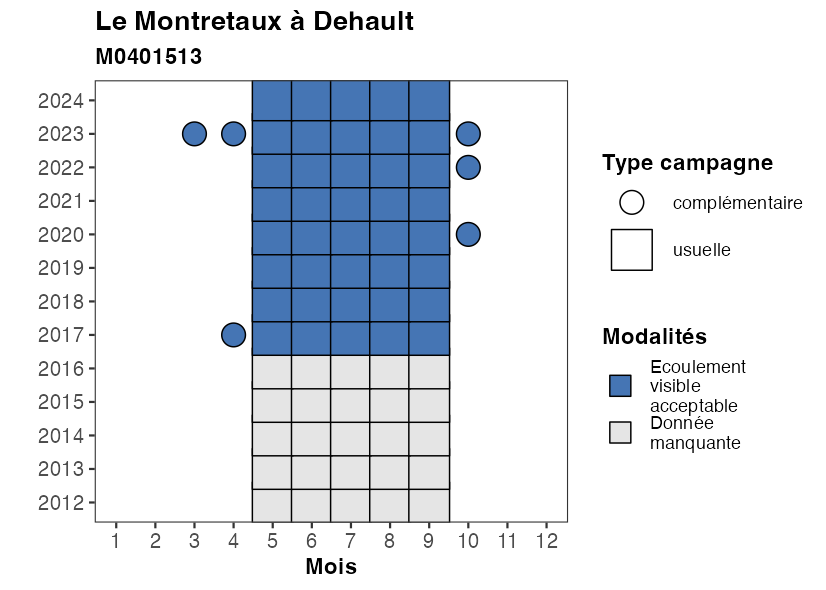 Le Montretaux à Dehault
M0401513
2024
2023
2022
2021
2020
2019
2018
2017
2016
2015
2014
2013
2012
1 2 3 4 5 6 7 8 9 10 11 12
Mois
Type campagne
complémentaire
usuelle
Modalités
Ecoulement
visible
acceptable
Donnée
manquante